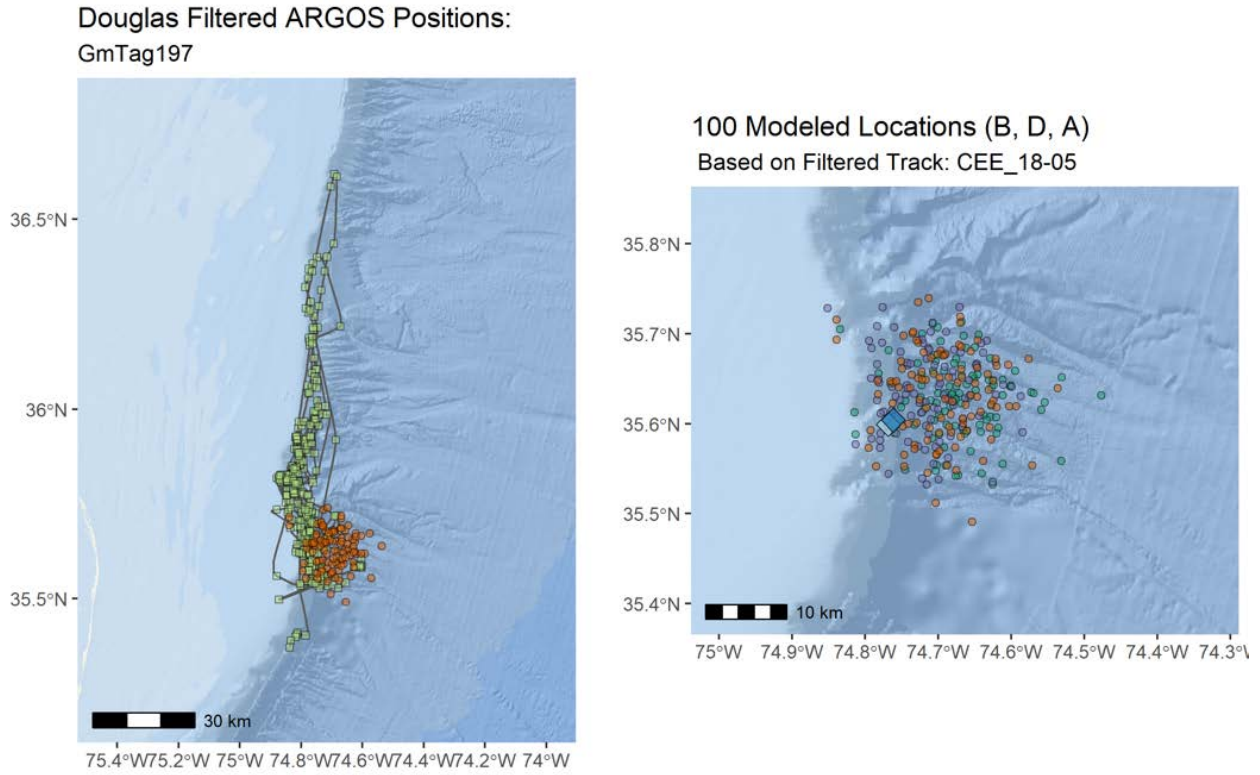 Douglas Filtered ARGOS Positions:
GmTag197
36.5°N
36°N
35.5°N
30 km
75.4°W75.2°W 75°W 74.8°W74.6°W74.4°W74.2°W 74°W
100 Modeled Locations (B, D, A)
Based on Filtered Track: CEE_18-05
35.8°N
35.7°N
35.6°N
35.5°N
35.4°N
10 km
75°W 74.9°W 74.8°W 74.7°W 74.6°W 74.5°W 74.4°W 74.3°W